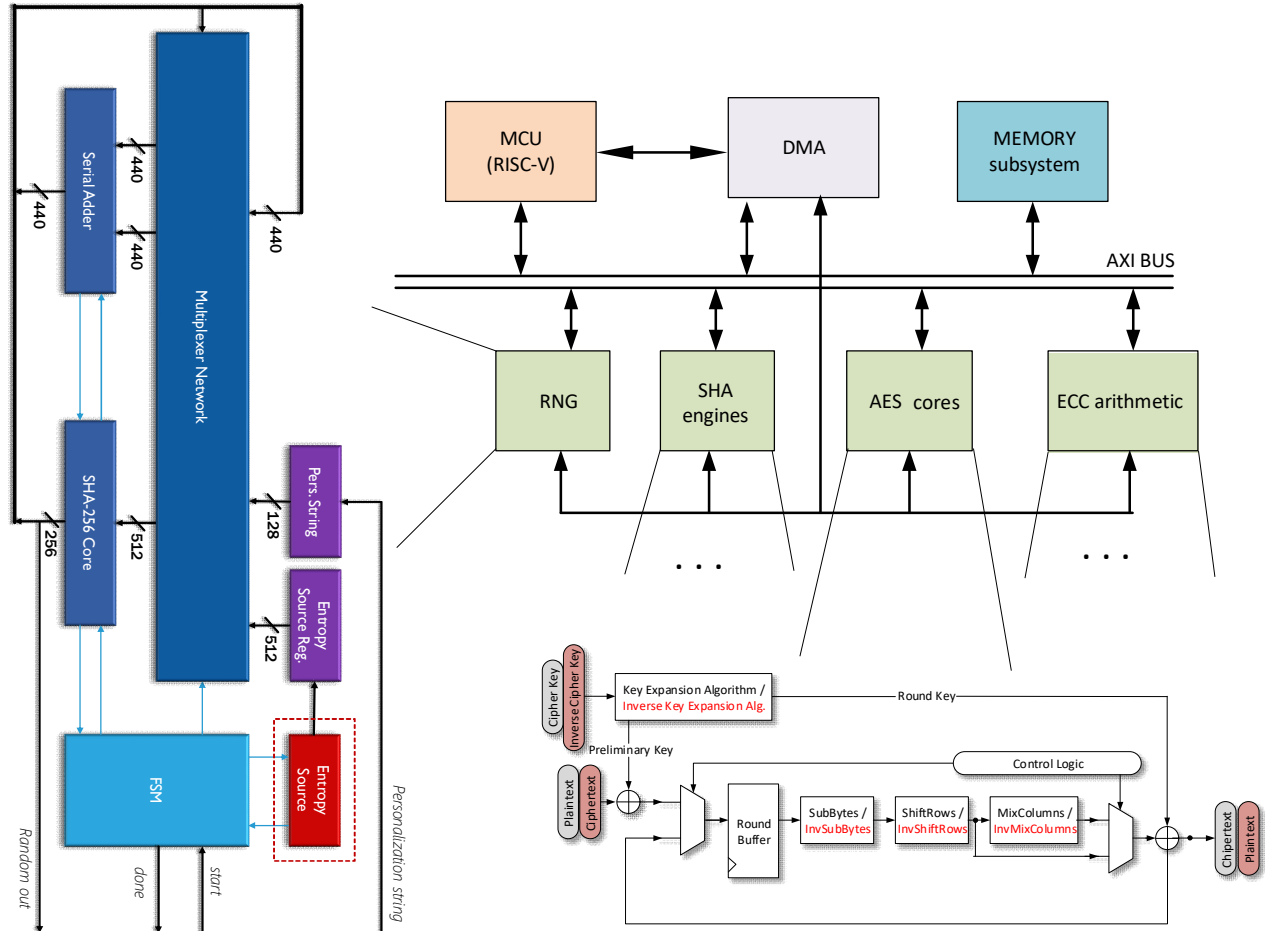 Serial Adder
SHA-256 Core
440
440
440
440
512
256
Multiplexer Network
Pers. String
128
Entropy
Source Reg.
512
Entropy
Source
FSM
Personalization string
start
done
Random out
MCU
(RISC-V)
DMA
MEMORY
subsystem
AXI BUS
RNG
SHA
engines
AES cores
ECC arithmetic
. . .
. . .
Cipher Key
Inverse Cipher Key
Key Expansion Algorithm /
Inverse Key Expansion Alg.
Round Key
Preliminary Key
Control Logic
Plaintext
Ciphertext
Round
Buffer
SubBytes /
InvSubBytes
ShiftRows /
InvShiftRows
MixColumns /
InvMixColumns
Chipertext
Plaintext